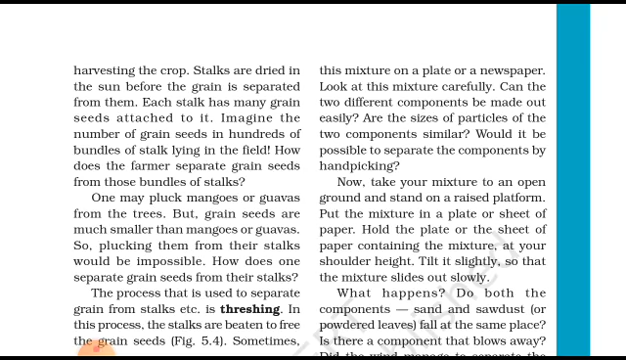 harvesting the crop. Stalks are dried in
the sun before the grain is separated
from them. Each stalk has many grain
seeds attached to it. Imagine the
number of grain seeds in hundreds of
bundles of stalk lying in the field! How
does the farmer separate grain seeds
from those bundles of stalks?
One may pluck mangoes or guavas
from the trees. But, grain seeds are
much smaller than mangoes or guavas.
So, plucking them from their stalks
would be impossible. How does one
separate grain seeds from their stalks?
The process that is used to separate
grain from stalks etc. is threshing. In
this process, the stalks are beaten to free
the grain seeds (Fig. 5.4). Sometimes,
this mixture on a plate or a newspaper.
Look at this mixture carefully. Can the
two different components be made out
easily? Are the sizes of particles of the
two components similar? Would it be
possible to separate the components by
handpicking?
Now, take your mixture to an open
ground and stand on a raised platform.
Put the mixture in a plate or sheet of
paper. Hold the plate or the sheet of
paper containing the mixture, at your
shoulder height. Tilt it slightly, so that
the mixture slides out slowly.
What happens? Do both the
components — sand and sawdust (or
powdered leaves) fall at the same place?
Is there a component that blows away?
Did the wind manage to separate the